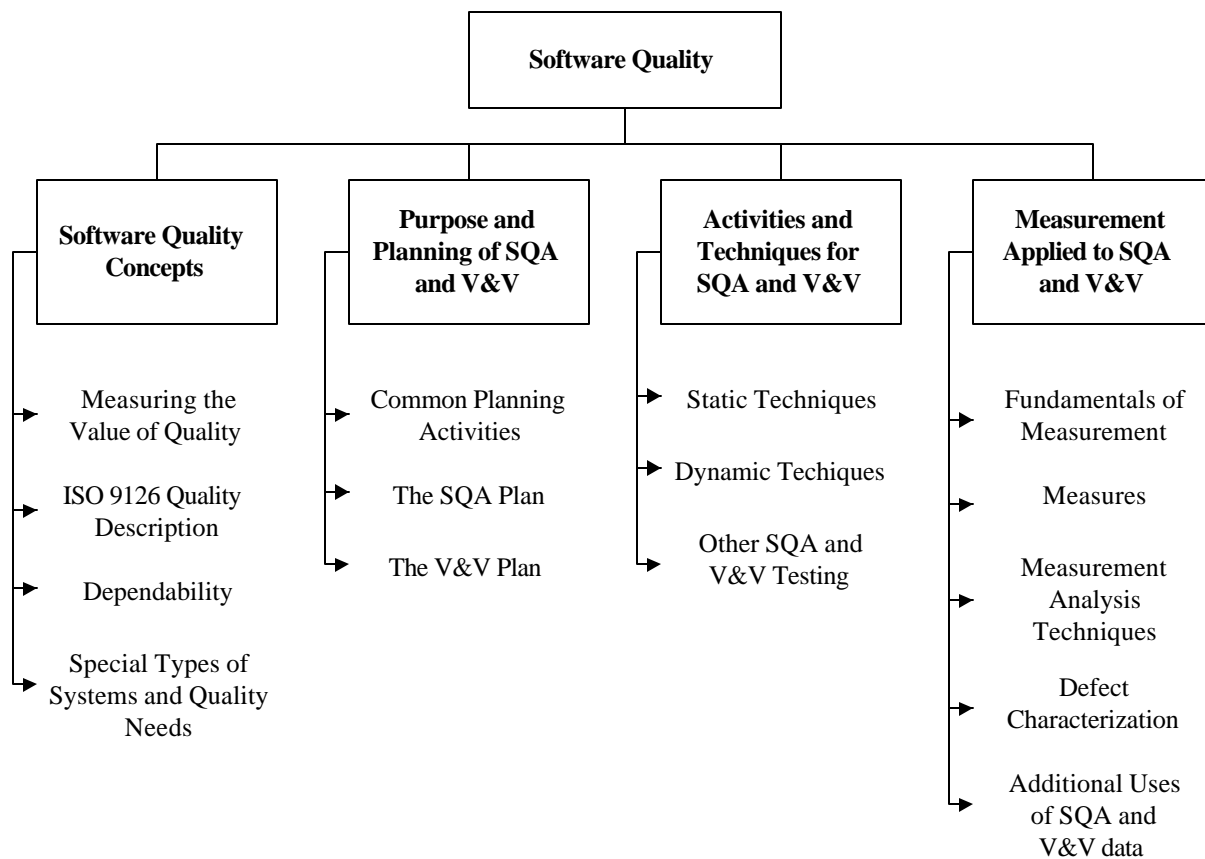 Software Quality
Software Quality
Concepts
Purpose and
Planning of SQA
and V&V
Activities and
Techniques for
SQA and V&V
Measurement
Applied to SQA
and V&V
Measuring the
Value of Quality
ISO 9126 Quality
Description
Dependability
Special Types of
Systems and Quality
Needs
Common Planning
Activities
The SQA Plan
The V&V Plan
Static Techniques
Dynamic Techiques
Other SQA and
V&V Testing
Fundamentals of
Measurement
Measures
Measurement
Analysis
Techniques
Defect
Characterization
Additional Uses
of SQA and
V&V data